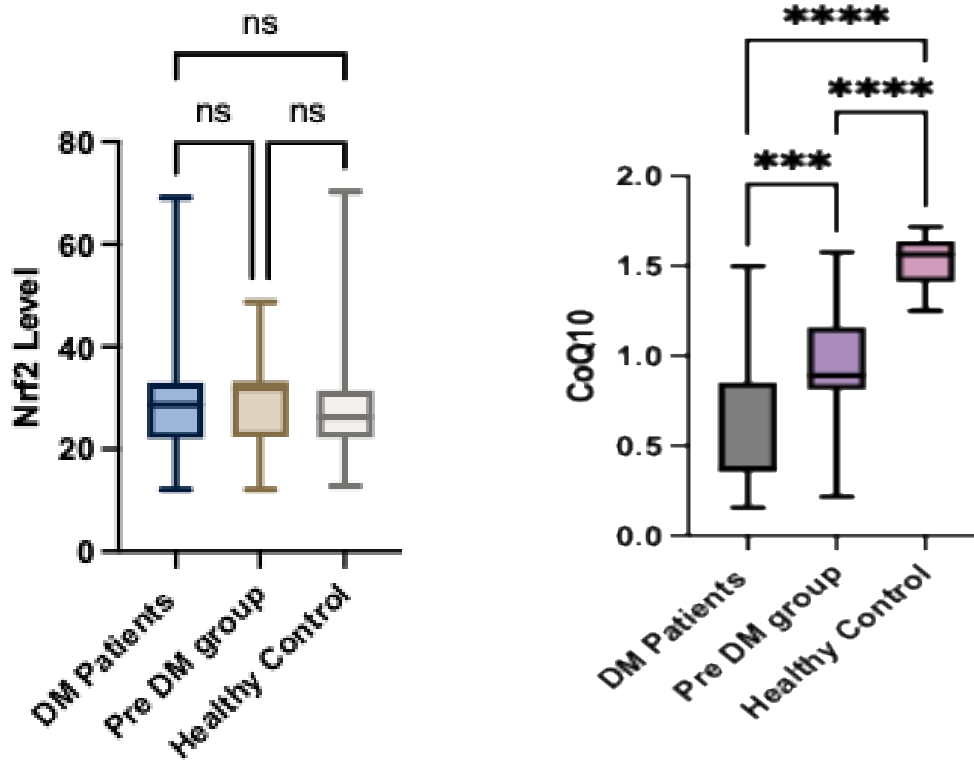 ns
ns
ns
80
60
40
20
0
Nrf2 Level
DM Patients
Pre DM group
Healthy Control
****
****
***
2.0
1.5
1.0
0.5
0.0
CoQ10
DM Patients
Pre DM group
Healthy Control